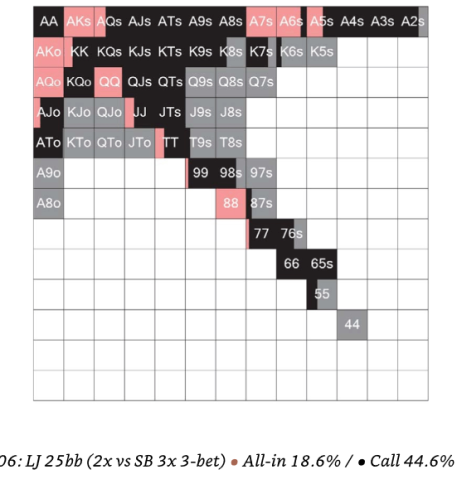 AA AKs AQs AJs ATs A9s A8s A7s A6s A5s A4s A3s A2s
AKo KK KQs KJs KTs K9s K8s K7s K6s K5s
AQo KQo QQ QJs QTs Q9s Q8s Q7s
AJo KJo QJo JJ JTs J9s J8s
ATo KTo QTo JTo TT T9s T8s
A9o 99 98s 97s
A8o 88 87s
77 76s
66 65s
55
44
06: LJ 25bb (2x vs SB 3x 3-bet) • All-in 18.6% / • Call 44.6%